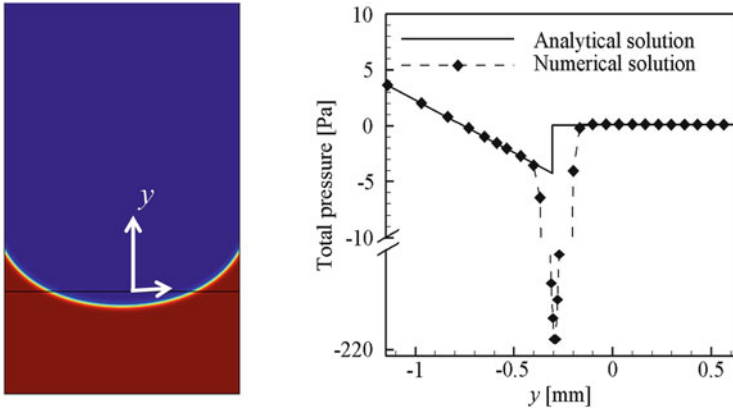 y
10
Analytical solution
Numerical solution
5
0
-5
-10
-220
Total pressure [Pa]
-1
-0.5
0
0.5
y [mm]